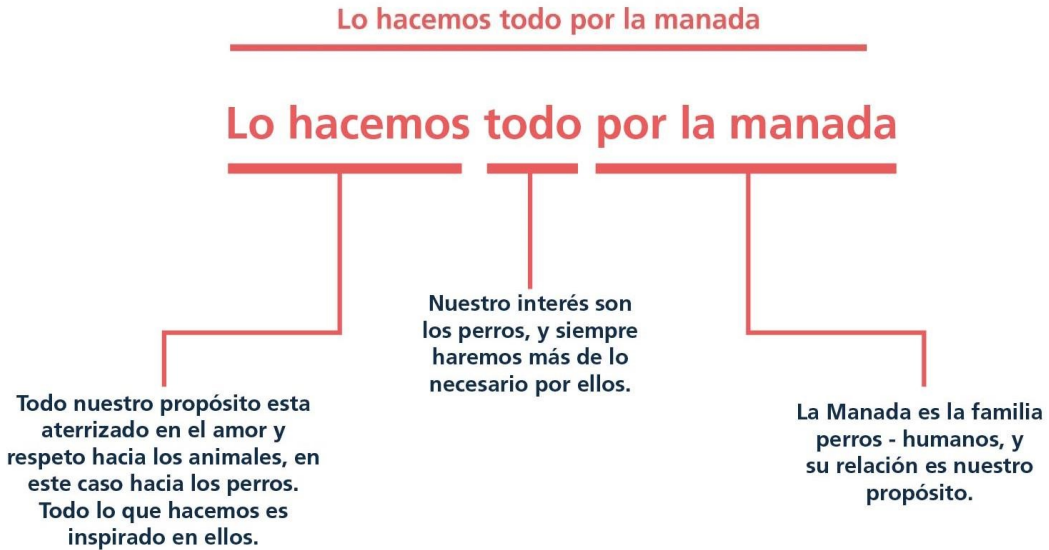 Lo hacemos todo por la manada
Lo hacemos todo por la manada
Nuestro interés son
los perros, y siempre
haremos más de lo
necesario por ellos.
Todo nuestro propósito esta
aterrizado en el amor y
respeto hacia los animales, en
este caso hacia los perros.
Todo lo que hacemos es
inspirado en ellos.
La Manada es la familia
perros - humanos, y
su relación es nuestro
propósito.